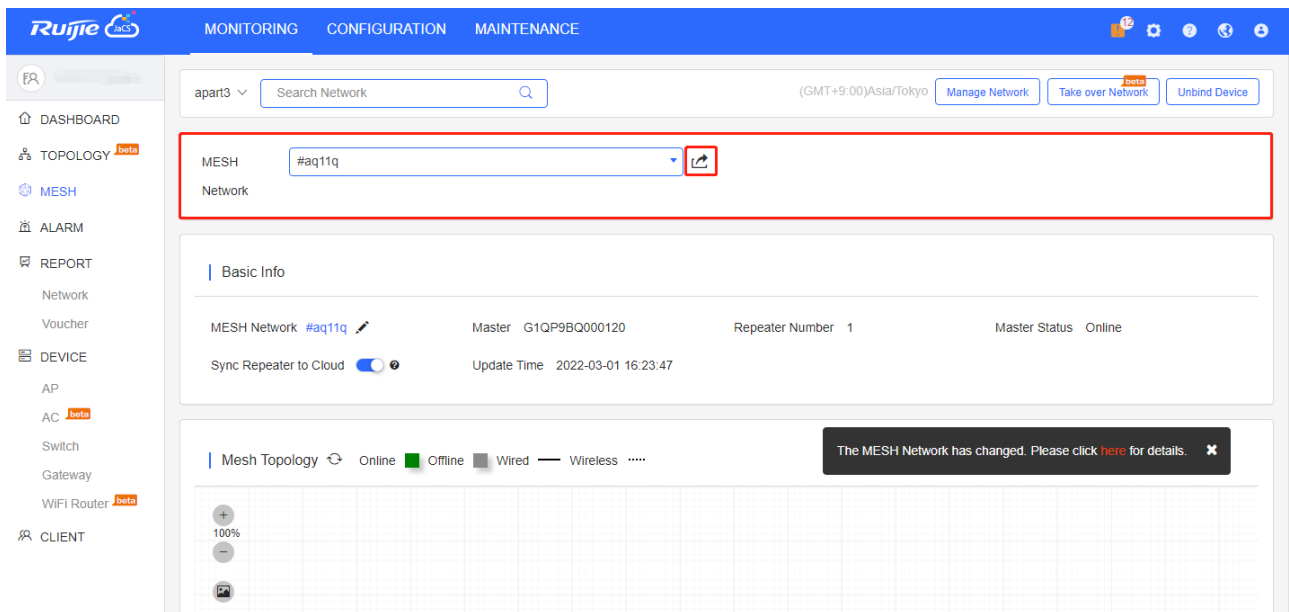 Ruijie JaCS MONITORING CONFIGURATION MAINTENANCE 12
apart3 Search Network (GMT+9:00)Asia/Tokyo Manage Network Take over Network beta Unbind Device
DASHBOARD
TOPOLOGY beta
MESH
ALARM
REPORT
Network
Voucher
DEVICE
AP
AC beta
Switch
Gateway
WiFi Router beta
CLIENT
MESH #aq11q
Network
Basic Info
MESH Network #aq11q Master G1QP9BQ000120 Repeater Number 1 Master Status Online
Sync Repeater to Cloud Update Time 2022-03-01 16:23:47
Mesh Topology Online Offline Wired Wireless
The MESH Network has changed. Please click here for details.
100%